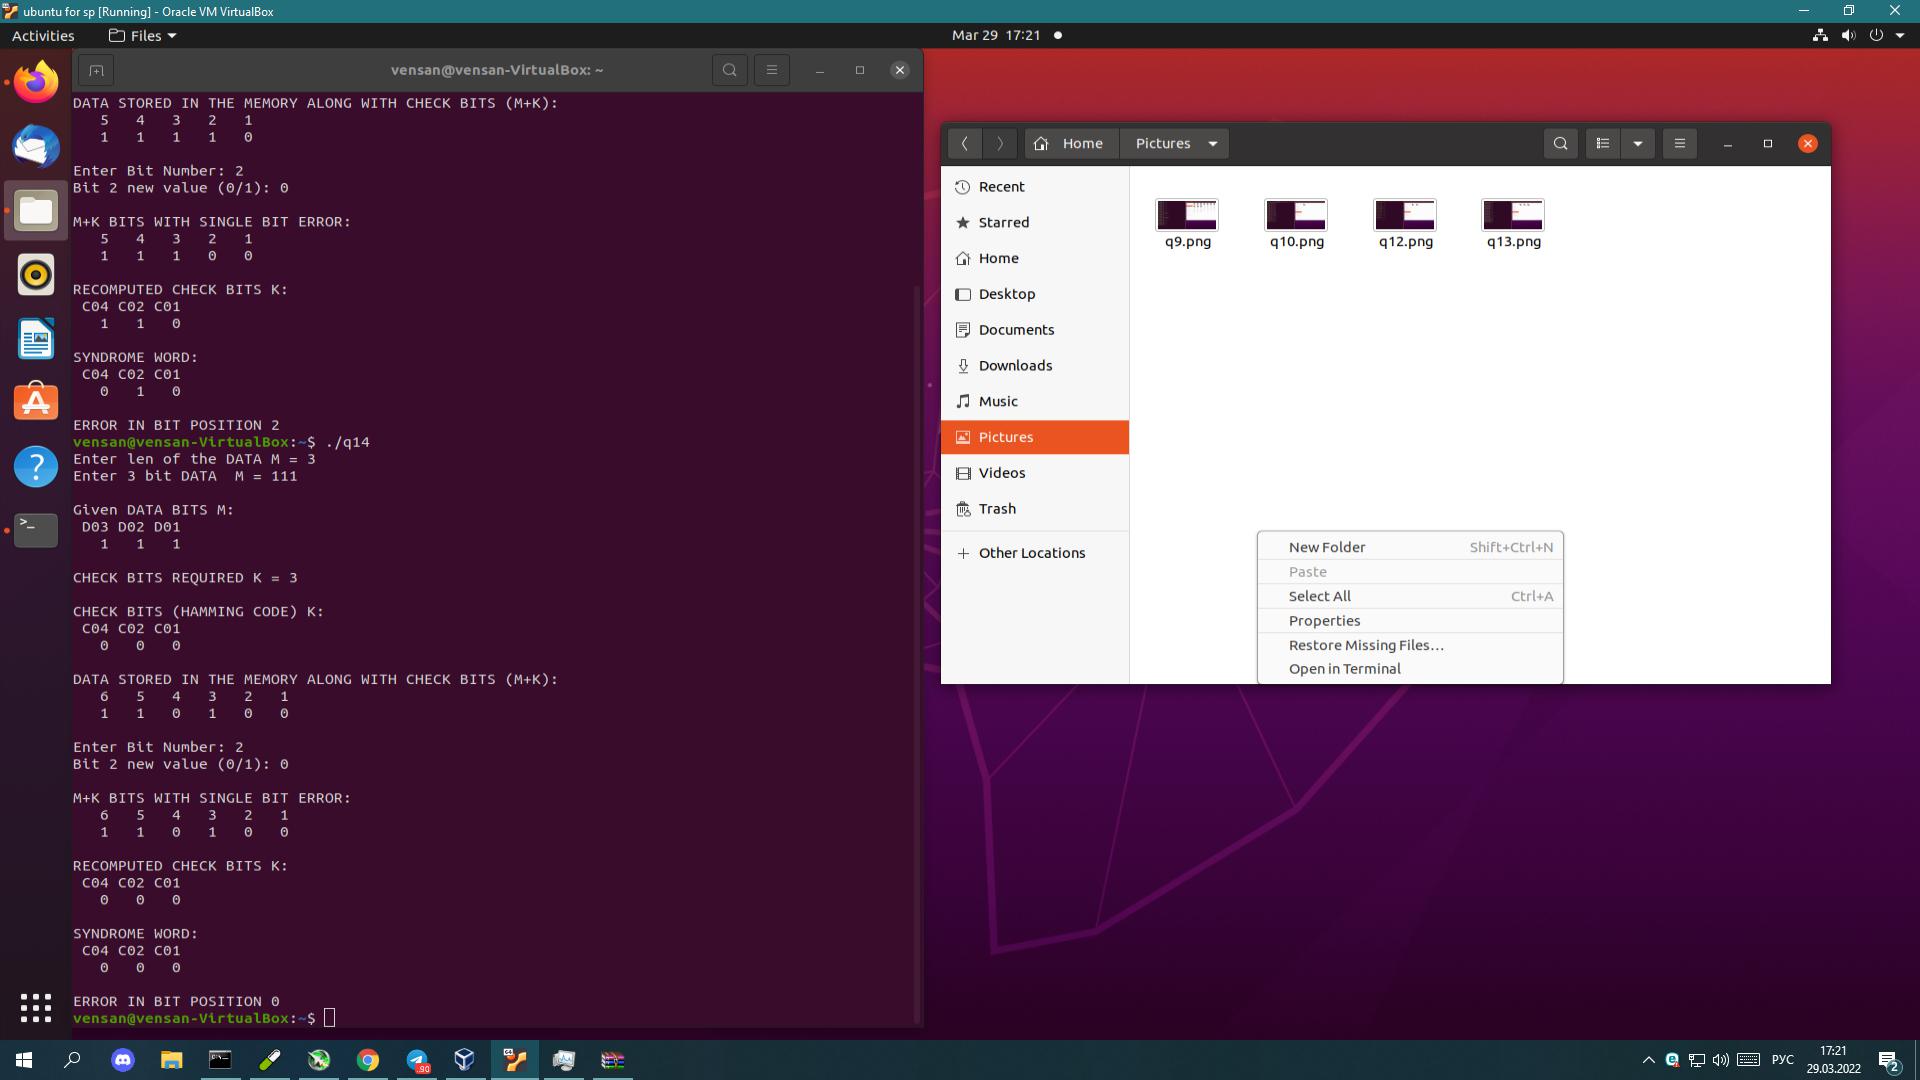 ubuntu for sp [Running] - Oracle VM VirtualBox
Activities Files Mar 29 17:21
vensan@vensan-VirtualBox: ~
DATA STORED IN THE MEMORY ALONG WITH CHECK BITS (M+K):
5 4 3 2 1
1 1 1 1 0
Enter Bit Number: 2
Bit 2 new value (0/1): 0
M+K BITS WITH SINGLE BIT ERROR:
5 4 3 2 1
1 1 1 0 0
RECOMPUTED CHECK BITS K:
C04 C02 C01
1 1 0
SYNDROME WORD:
C04 C02 C01
0 1 0
ERROR IN BIT POSITION 2
vensan@vensan-VirtualBox:~$ ./q14
Enter len of the DATA M = 3
Enter 3 bit DATA  M = 111
Given DATA BITS M:
D03 D02 D01
1 1 1
CHECK BITS REQUIRED K = 3
CHECK BITS (HAMMING CODE) K:
C04 C02 C01
0 0 0
DATA STORED IN THE MEMORY ALONG WITH CHECK BITS (M+K):
6 5 4 3 2 1
1 1 0 1 0 0
Enter Bit Number: 2
Bit 2 new value (0/1): 0
M+K BITS WITH SINGLE BIT ERROR:
6 5 4 3 2 1
1 1 0 1 0 0
RECOMPUTED CHECK BITS K:
C04 C02 C01
0 0 0
SYNDROME WORD:
C04 C02 C01
0 0 0
ERROR IN BIT POSITION 0
vensan@vensan-VirtualBox:~$
Home Pictures
Recent
Starred
Home
Desktop
Documents
Downloads
Music
Pictures
Videos
Trash
Other Locations
q9.png q10.png q12.png q13.png
New Folder Shift+Ctrl+N
Paste
Select All Ctrl+A
Properties
Restore Missing Files…
Open in Terminal
90
РУС
17:21
29.03.2022
2